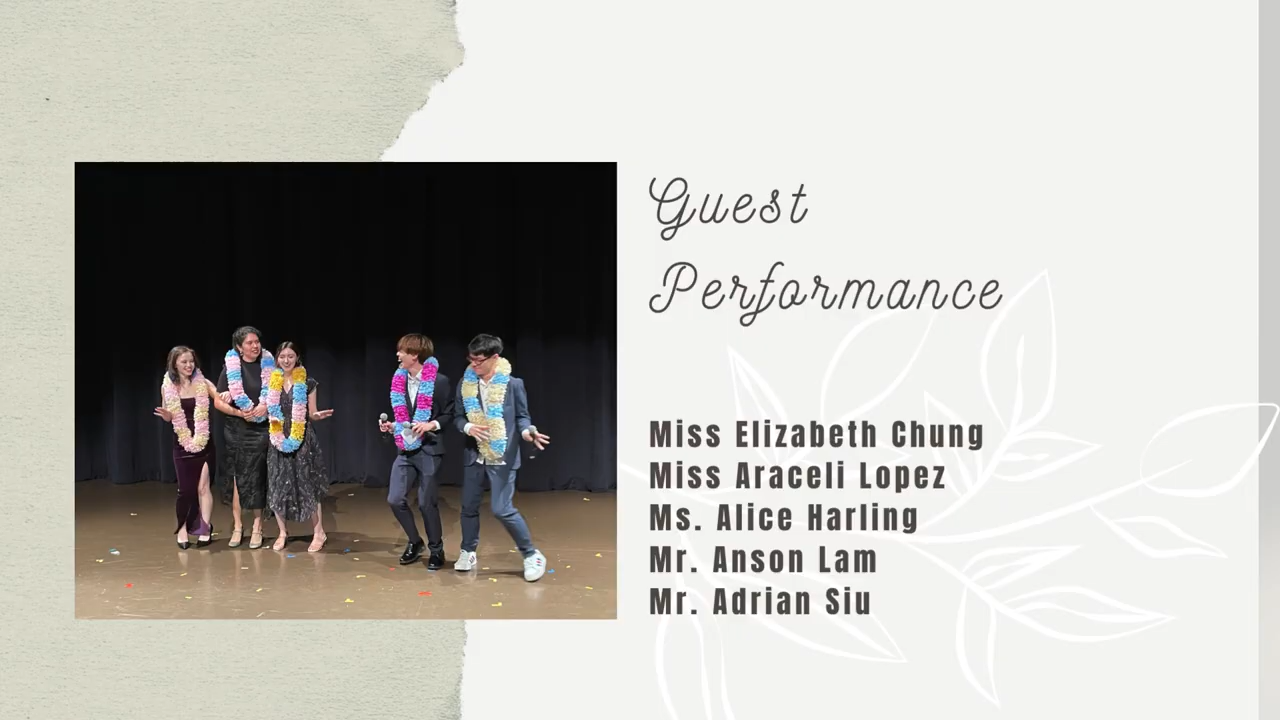 Guest
Performance
Miss Elizabeth Chung
Miss Araceli Lopez
Ms. Alice Harling
Mr. Anson Lam
Mr. Adrian Siu